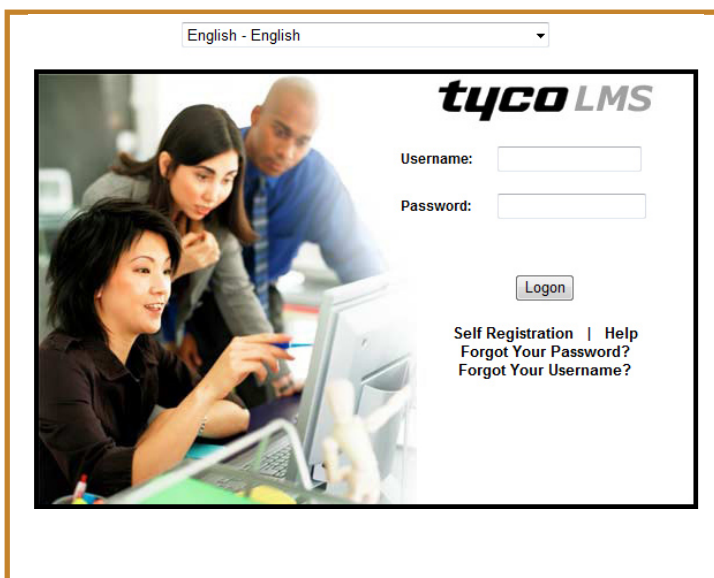 English - English
tyco LMS
Username:
Password:
Logon
Self Registration | Help
Forgot Your Password?
Forgot Your Username?